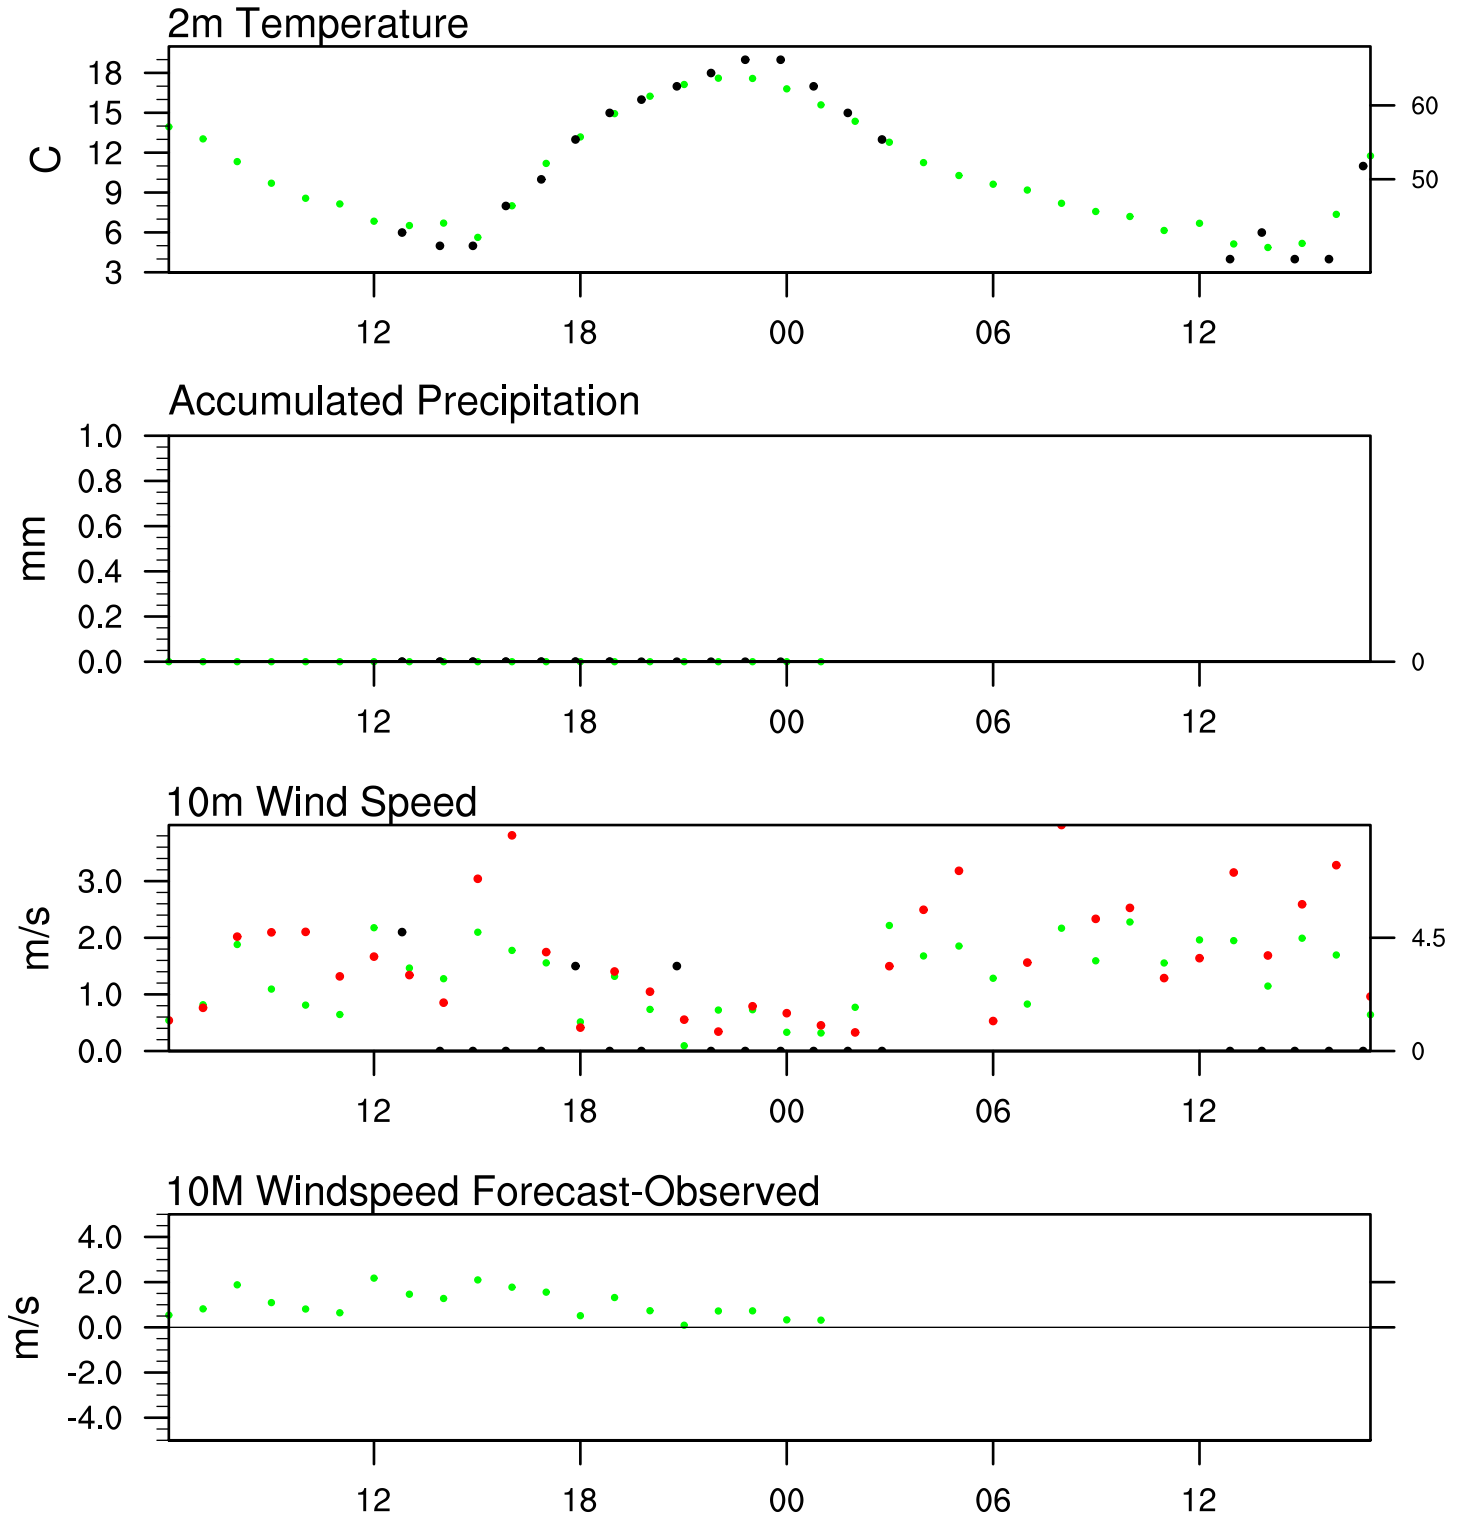 2m Temperature
18
15
12
9
6
3
C
60
50
12 18 00 06 12
Accumulated Precipitation
1.0
0.8
0.6
0.4
0.2
0.0
mm
0
12 18 00 06 12
10m Wind Speed
3.0
2.0
1.0
0.0
m/s
4.5
0
12 18 00 06 12
10M Windspeed Forecast-Observed
4.0
2.0
0.0
-2.0
-4.0
m/s
12 18 00 06 12